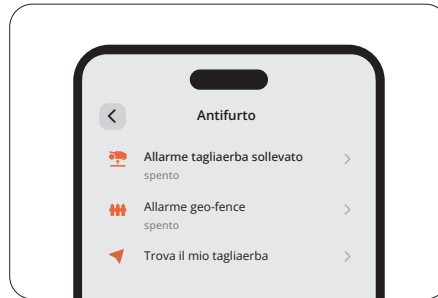 Antifurto
Allarme tagliaerba sollevato
spento
Allarme geo-fence
spento
Trova il mio tagliaerba